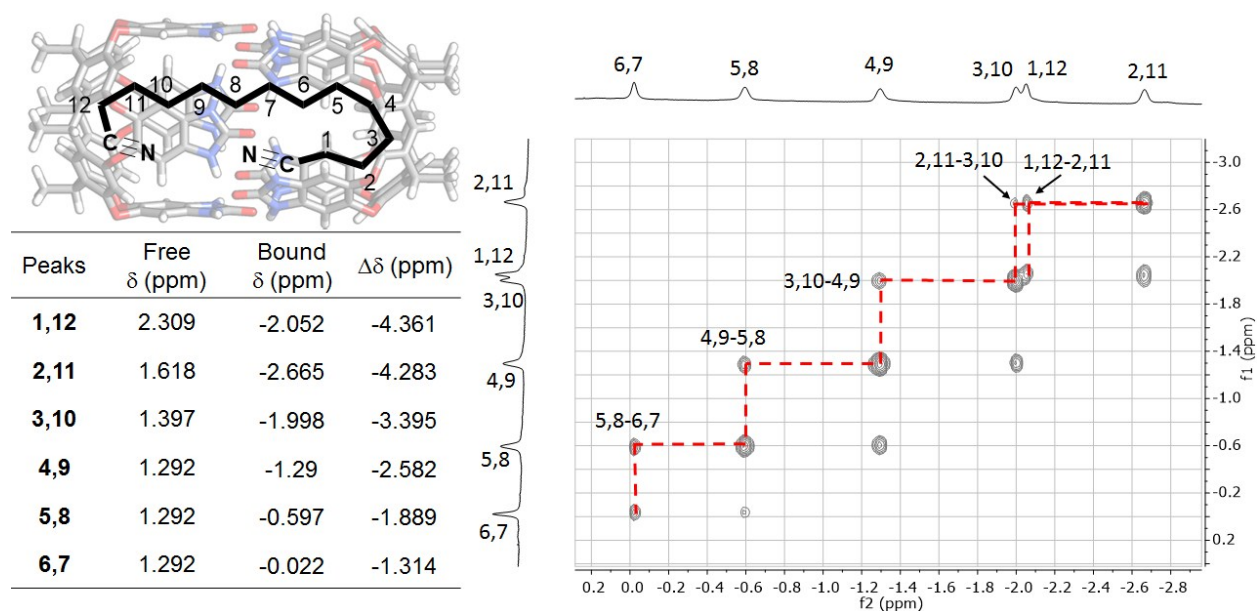 10
8
6
12
11
9
7
5
4
C
N
N
C
1
3
2
Peaks Free δ (ppm) Bound δ (ppm) Δδ (ppm)
1,12 2.309 -2.052 -4.361
2,11 1.618 -2.665 -4.283
3,10 1.397 -1.998 -3.395
4,9 1.292 -1.29 -2.582
5,8 1.292 -0.597 -1.889
6,7 1.292 -0.022 -1.314
2,11
1,12
3,10
4,9
5,8
6,7
6,7 5,8 4,9 3,10 1,12 2,11
2,11-3,10
1,12-2,11
3,10-4,9
4,9-5,8
5,8-6,7
-3.0
-2.6
-2.2
-1.8
-1.4
-1.0
-0.6
-0.2
0.2
f1 (ppm)
0.2 0.0 -0.2 -0.4 -0.6 -0.8 -1.0 -1.2 -1.4 -1.6 -1.8 -2.0 -2.2 -2.4 -2.6 -2.8
f2 (ppm)